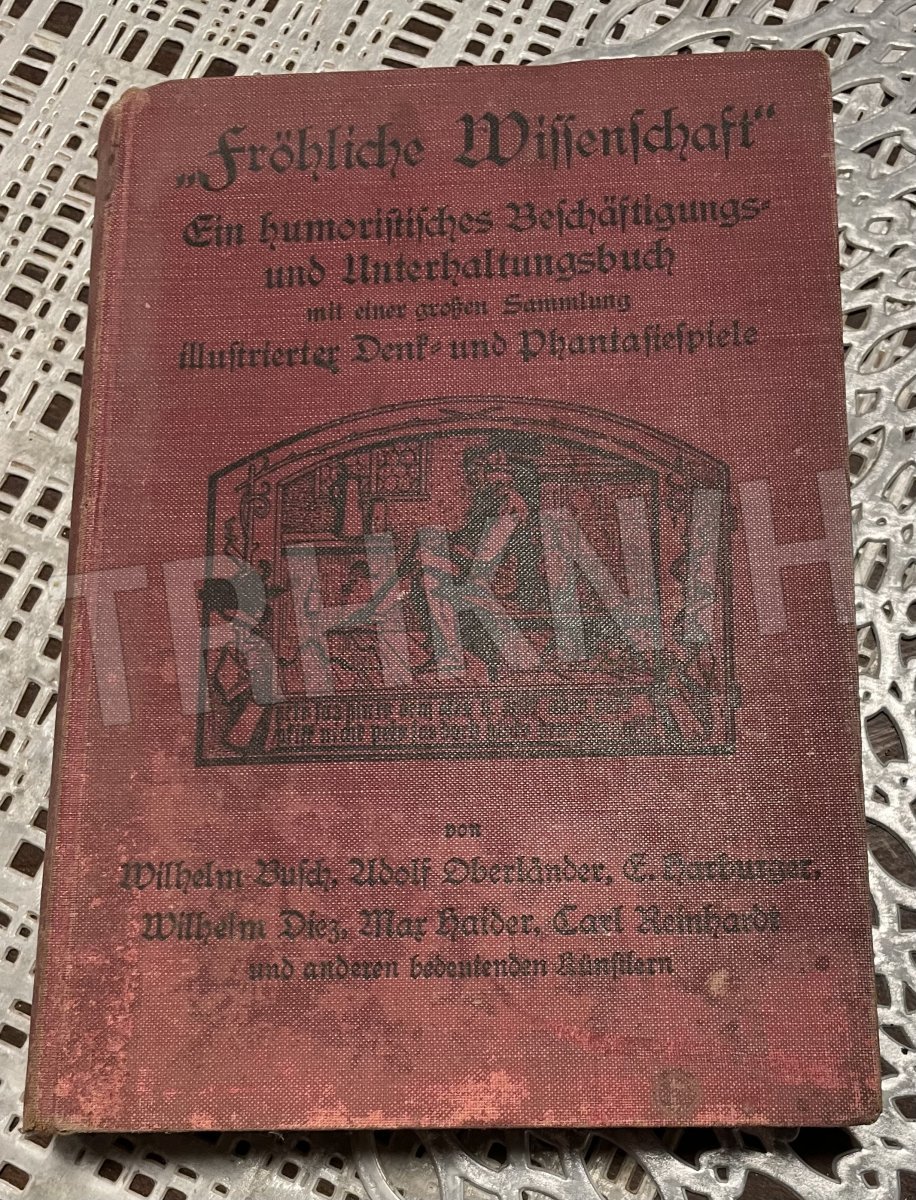 „Fröhliche Wissenschaft“
Ein humoristisches Beschäftigungs-
und Unterhaltungsbuch
mit einer großen Sammlung
illustrierter Denk- und Phantasiespiele
TRHKN/H
von
Wilhelm Busch, Adolf Oberländer, E. Harburger,
Wilhelm Diez, Max Haider, Carl Reinhardt
und anderen bedeutenden Künstlern